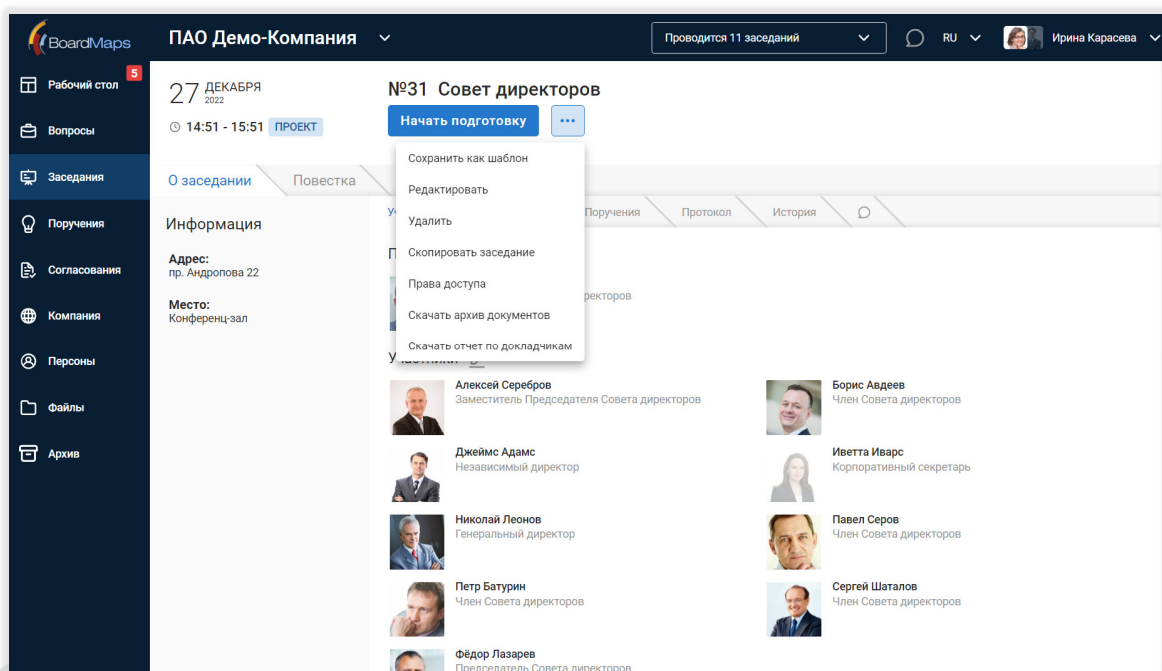 BoardMaps
ПАО Демо-Компания
Проводится 11 заседаний
RU
Ирина Карасева
Рабочий стол
5
Вопросы
Заседания
Поручения
Согласования
Компания
Персоны
Файлы
Архив
27 ДЕКАБРЯ
2022
14:51 - 15:51 ПРОЕКТ
№31 Совет директоров
Начать подготовку
Сохранить как шаблон
Редактировать
Удалить
Скопировать заседание
Права доступа
Скачать архив документов
Скачать отчет по докладчикам
О заседании
Повестка
Поручения
Протокол
История
Информация
Адрес:
пр. Андропова 22
Место:
Конференц-зал
Участники
Алексей Серебров
Заместитель Председателя Совета директоров
Борис Авдеев
Член Совета директоров
Джеймс Адамс
Независимый директор
Иветта Иварс
Корпоративный секретарь
Николай Леонов
Генеральный директор
Павел Серов
Член Совета директоров
Петр Батурин
Член Совета директоров
Сергей Шаталов
Член Совета директоров
Фёдор Лазарев
Председатель Совета директоров